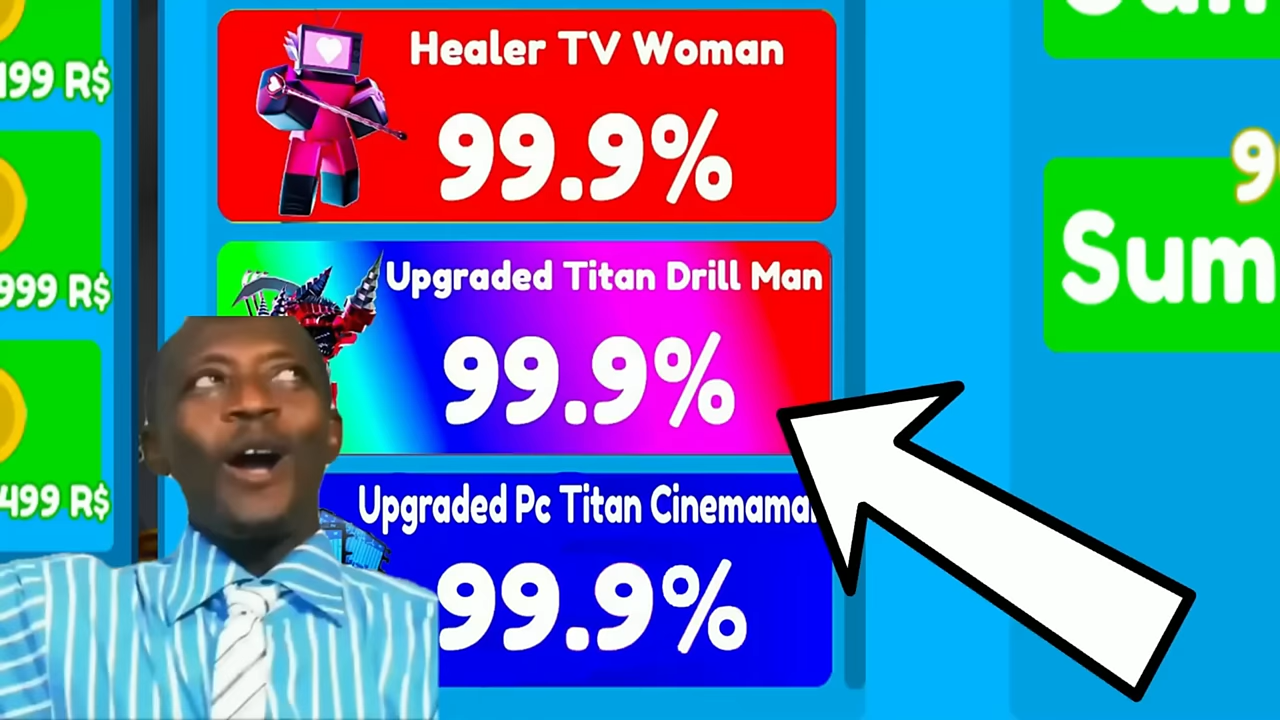 199 R$
999 R$
499 R$
Healer TV Woman
99.9%
Upgraded Titan Drill Man
99.9%
Upgraded Pc Titan Cinemama
99.9%
9
Sum